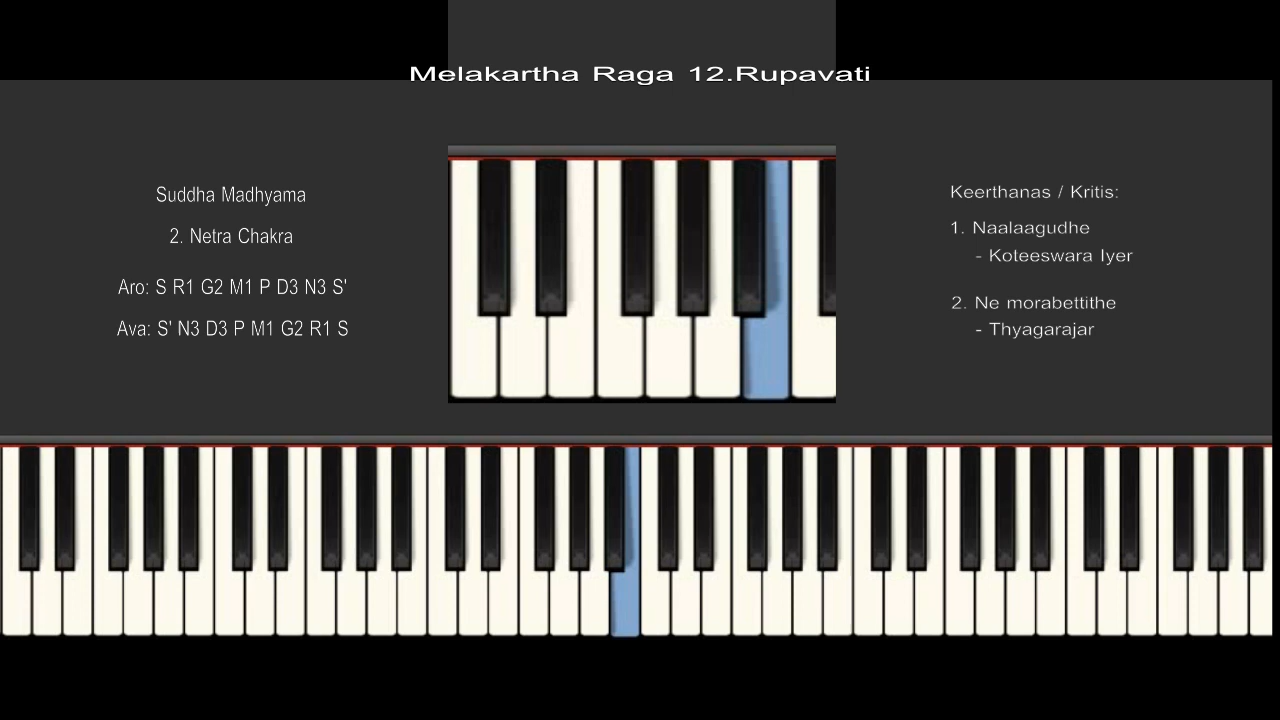 Melakartha Raga 12.Rupavati
Suddha Madhyama
2. Netra Chakra
Aro: S R1 G2 M1 P D3 N3 S'
Ava: S' N3 D3 P M1 G2 R1 S
Keerthanas / Kritis:
1. Naalaagudhe
- Koteeswara Iyer
2. Ne morabettithe
- Thyagarajar